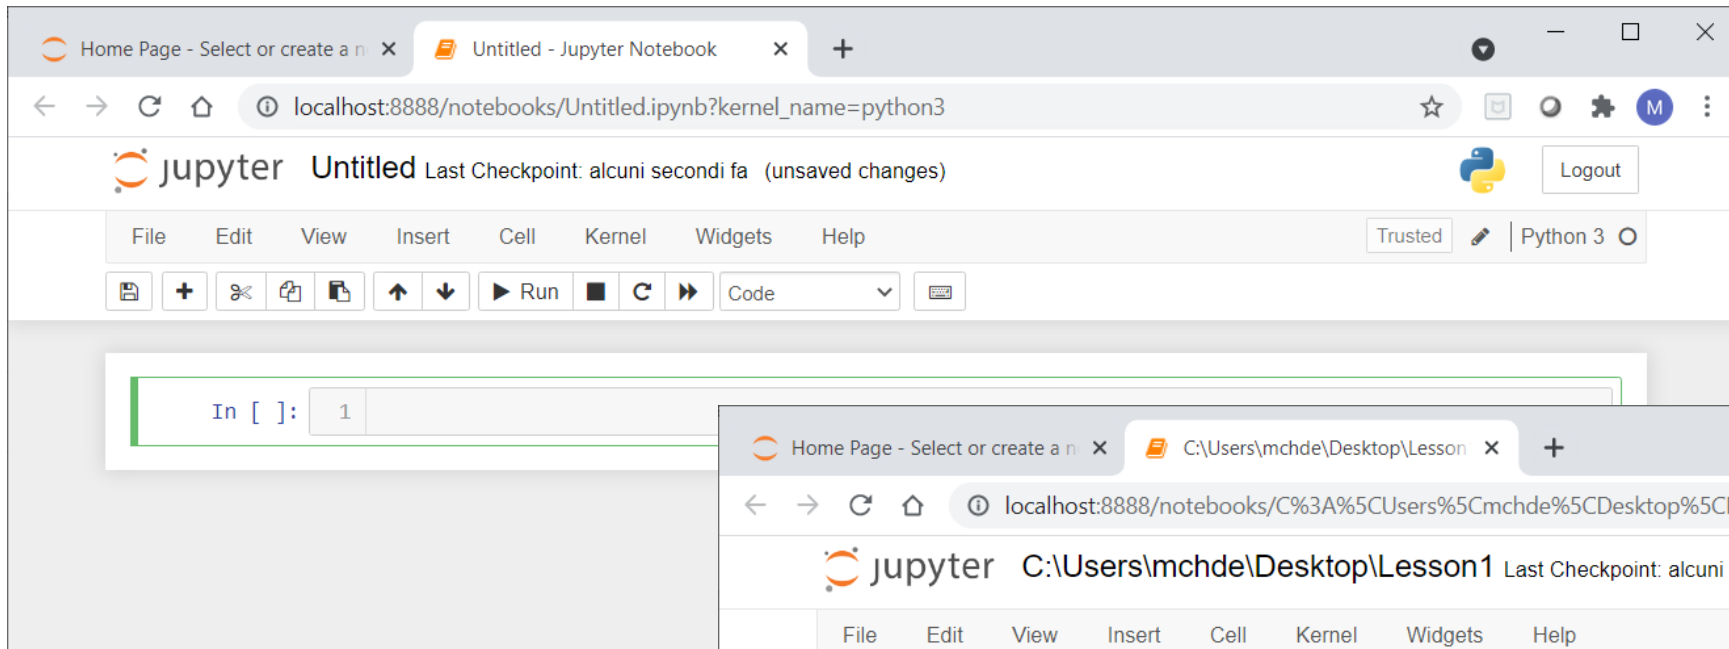 Home Page - Select or create a n
Untitled - Jupyter Notebook
localhost:8888/notebooks/Untitled.ipynb?kernel_name=python3
M
jupyter Untitled Last Checkpoint: alcuni secondi fa (unsaved changes)
Logout
File Edit View Insert Cell Kernel Widgets Help
Trusted Python 3
Run Code
In [ ]: 1
Home Page - Select or create a n
C:\Users\mchde\Desktop\Lesson
localhost:8888/notebooks/C%3A%5CUsers%5Cmchde%5CDesktop%5C
jupyter C:\Users\mchde\Desktop\Lesson1 Last Checkpoint: alcuni
File Edit View Insert Cell Kernel Widgets Help